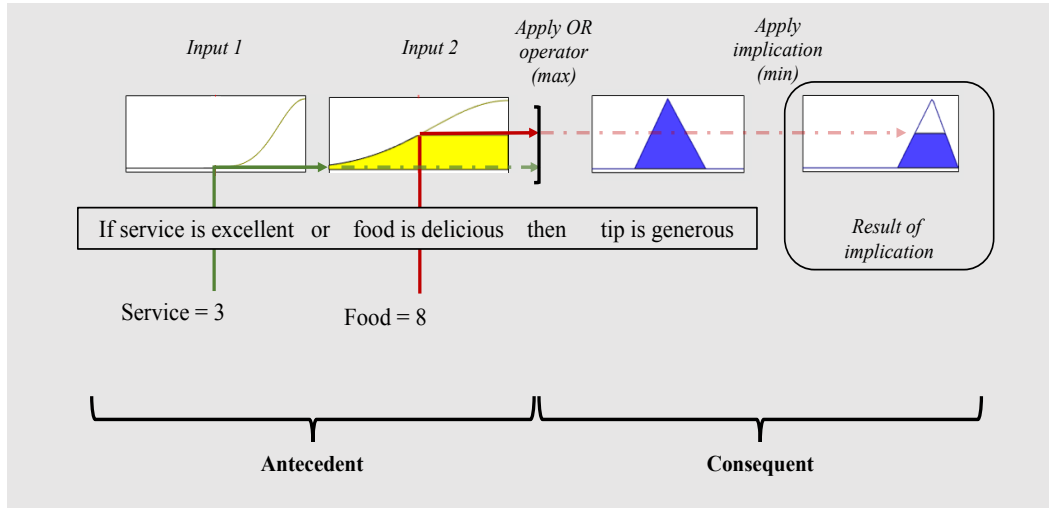 Input 1
Input 2
Apply OR
operator
(max)
Apply
implication
(min)
If service is excellent or food is delicious then tip is generous
Result of
implication
Service = 3
Food = 8
Antecedent
Consequent